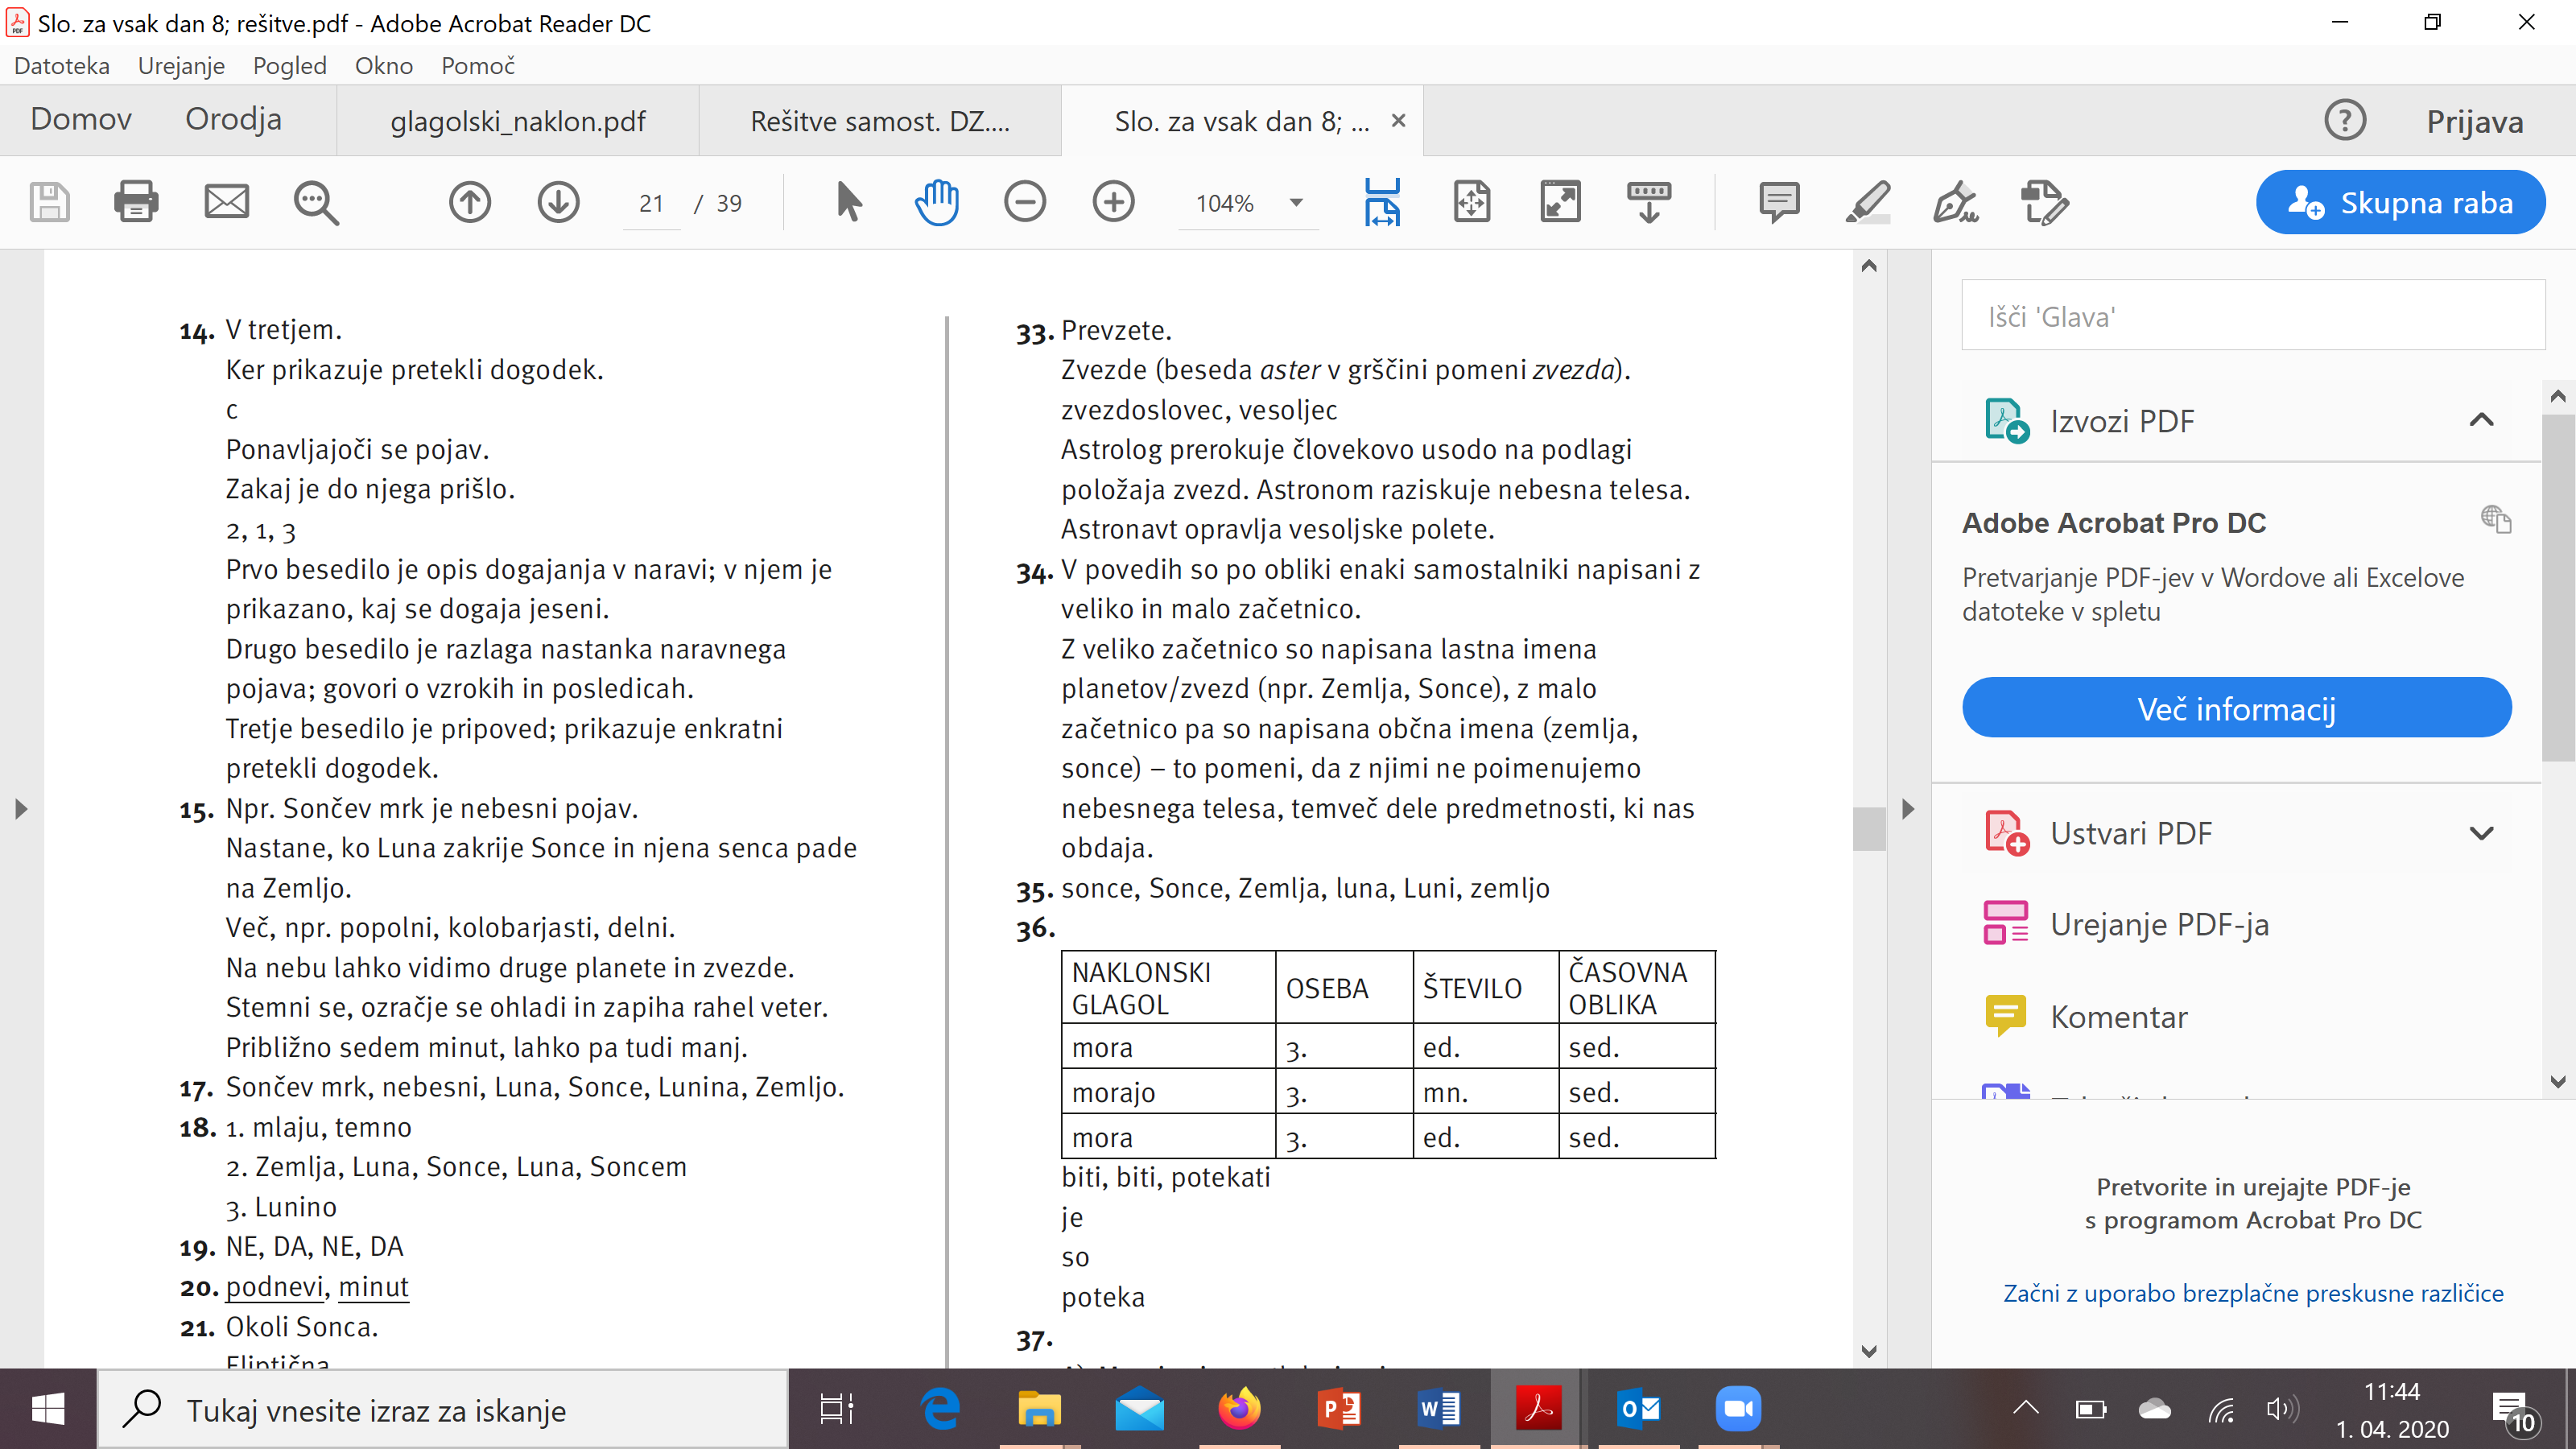 Slo. za vsak dan 8; rešitve.pdf - Adobe Acrobat Reader DC
Datoteka Urejanje Pogled Okno Pomoč
Domov Orodja glagolski_naklon.pdf Rešitve samost. DZ.... Slo. za vsak dan 8; ... Prijava
21 / 39 104% Skupna raba
14. V tretjem.
Ker prikazuje pretekli dogodek.
c
Ponavljajoči se pojav.
Zakaj je do njega prišlo.
2, 1, 3
Prvo besedilo je opis dogajanja v naravi; v njem je
prikazano, kaj se dogaja jeseni.
Drugo besedilo je razlaga nastanka naravnega
pojava; govori o vzrokih in posledicah.
Tretje besedilo je pripoved; prikazuje enkratni
pretekli dogodek.
15. Npr. Sončev mrk je nebesni pojav.
Nastane, ko Luna zakrije Sonce in njena senca pade
na Zemljo.
Več, npr. popolni, kolobarjasti, delni.
Na nebu lahko vidimo druge planete in zvezde.
Stemni se, ozračje se ohladi in zapiha rahel veter.
Približno sedem minut, lahko pa tudi manj.
17. Sončev mrk, nebesni, Luna, Sonce, Lunina, Zemljo.
18. 1. mlaju, temno
2. Zemlja, Luna, Sonce, Luna, Soncem
3. Lunino
19. NE, DA, NE, DA
20. podnevi, minut
21. Okoli Sonca.
Eliptična
33. Prevzete.
Zvezde (beseda aster v grščini pomeni zvezda).
zvezdoslovec, vesoljec
Astrolog prerokuje človekovo usodo na podlagi
položaja zvezd. Astronom raziskuje nebesna telesa.
Astronavt opravlja vesoljske polete.
34. V povedih so po obliki enaki samostalniki napisani z
veliko in malo začetnico.
Z veliko začetnico so napisana lastna imena
planetov/zvezd (npr. Zemlja, Sonce), z malo
začetnico pa so napisana občna imena (zemlja,
sonce) – to pomeni, da z njimi ne poimenujemo
nebesnega telesa, temveč dele predmetnosti, ki nas
obdaja.
35. sonce, Sonce, Zemlja, luna, Luni, zemljo
36.
NAKLONSKI GLAGOL OSEBA ŠTEVILO ČASOVNA OBLIKA
mora 3. ed. sed.
morajo 3. mn. sed.
mora 3. ed. sed.
biti, biti, potekati
je
so
poteka
37.
Išči 'Glava'
Izvozi PDF
Adobe Acrobat Pro DC
Pretvarjanje PDF-jev v Wordove ali Excelove
datoteke v spletu
Več informacij
Ustvari PDF
Urejanje PDF-ja
Komentar
Pretvorite in urejajte PDF-je
s programom Acrobat Pro DC
Začni z uporabo brezplačne preskusne različice
Tukaj vnesite izraz za iskanje
11:44
1. 04. 2020
10